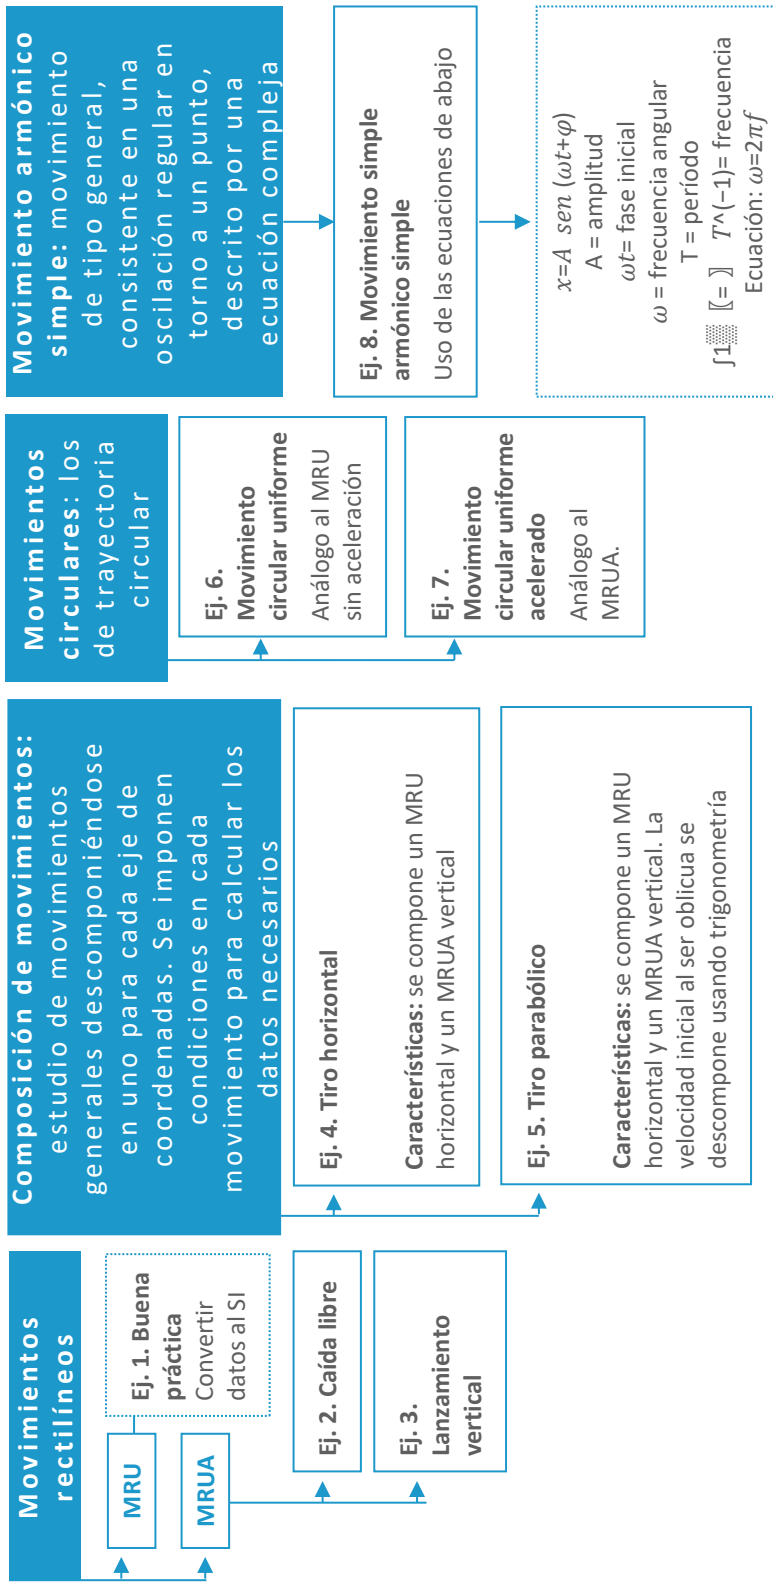 Movimientos
rectilíneos
MRU
Ej. 1. Buena
práctica
Convertir
datos al SI
MRUA
Ej. 2. Caída libre
Ej. 3.
Lanzamiento
vertical
Composición de movimientos:
estudio de movimientos
generales descomponiéndose
en uno para cada eje de
coordenadas. Se imponen
condiciones en cada
movimiento para calcular los
datos necesarios
Ej. 4. Tiro horizontal
Características: se compone un MRU
horizontal y un MRUA vertical
Ej. 5. Tiro parabólico
Características: se compone un MRU
horizontal y un MRUA vertical. La
velocidad inicial al ser oblicua se
descompone usando trigonometría
Movimientos
circulares: los
de trayectoria
circular
Ej. 6.
Movimiento
circular uniforme
Análogo al MRU
sin aceleración
Ej. 7.
Movimiento
circular uniforme
acelerado
Análogo al
MRUA.
Movimiento armónico
simple: movimiento
de tipo general,
consistente en una
oscilación regular en
torno a un punto,
descrito por una
ecuación compleja
Ej. 8. Movimiento simple
armónico simple
Uso de las ecuaciones de abajo
x=A sen (ωt+φ)
A = amplitud
ωt= fase inicial
ω = frecuencia angular
T = período
∫1▒〖= 〗 T^(−1)= frecuencia
Ecuación: ω=2πf